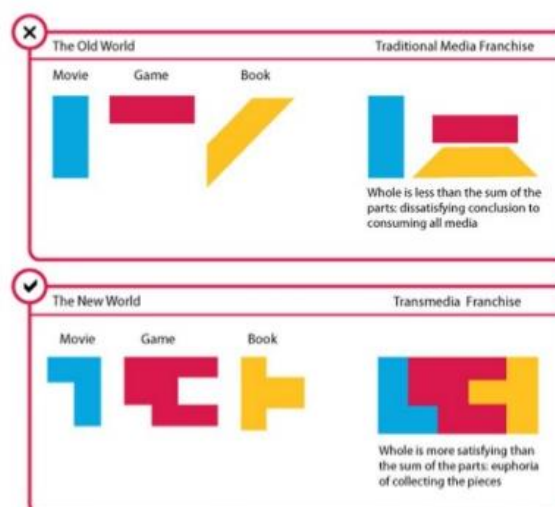 The Old World
Traditional Media Franchise
Movie
Game
Book
Whole is less than the sum of the
parts: dissatisfying conclusion to
consuming all media
The New World
Transmedia Franchise
Movie
Game
Book
Whole is more satisfying than
the sum of the parts: euphoria
of collecting the pieces